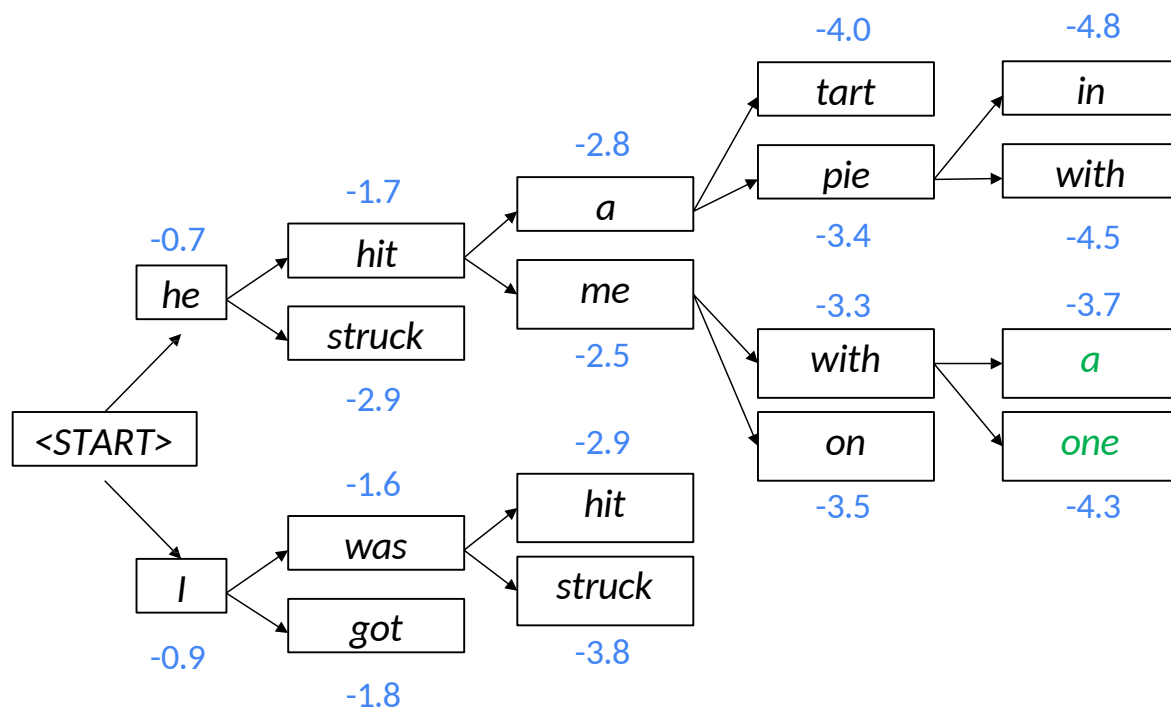 -4.0
-4.8
tart
in
-2.8
pie
with
-1.7
a
-3.4
-4.5
-0.7
hit
he
me
-3.3
-3.7
struck
-2.5
with
a
-2.9
<START>
-2.9
on
one
-1.6
hit
-3.5
-4.3
was
I
struck
got
-0.9
-3.8
-1.8